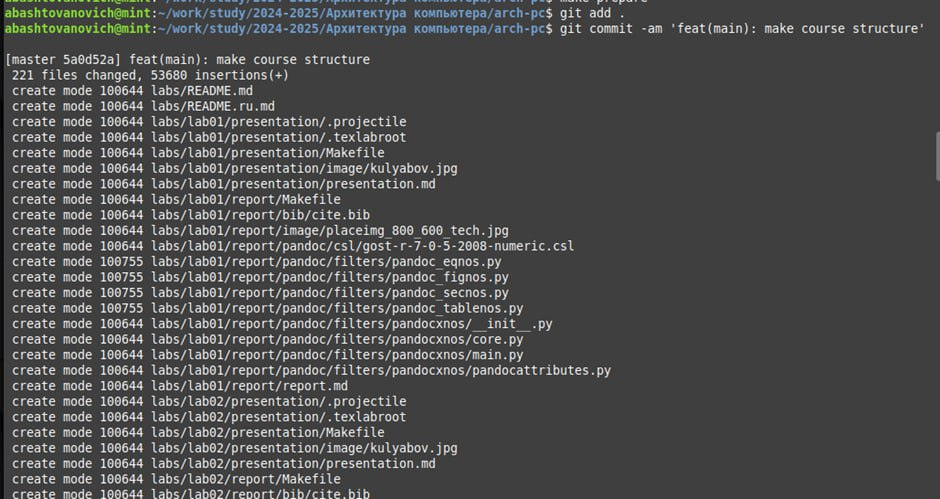 abashtovanovich@mint:~/work/study/2024-2025/Архитектура компьютера/arch-pc$ make prepare
abashtovanovich@mint:~/work/study/2024-2025/Архитектура компьютера/arch-pc$ git add .
abashtovanovich@mint:~/work/study/2024-2025/Архитектура компьютера/arch-pc$ git commit -am 'feat(main): make course structure'
[master 5a0d52a] feat(main): make course structure
221 files changed, 53680 insertions(+)
create mode 100644 labs/README.md
create mode 100644 labs/README.ru.md
create mode 100644 labs/lab01/presentation/.projectile
create mode 100644 labs/lab01/presentation/.texlabroot
create mode 100644 labs/lab01/presentation/Makefile
create mode 100644 labs/lab01/presentation/image/kulyabov.jpg
create mode 100644 labs/lab01/presentation/presentation.md
create mode 100644 labs/lab01/report/Makefile
create mode 100644 labs/lab01/report/bib/cite.bib
create mode 100644 labs/lab01/report/image/placeimg_800_600_tech.jpg
create mode 100644 labs/lab01/report/pandoc/csl/gost-r-7-0-5-2008-numeric.csl
create mode 100755 labs/lab01/report/pandoc/filters/pandoc_eqnos.py
create mode 100755 labs/lab01/report/pandoc/filters/pandoc_fignos.py
create mode 100755 labs/lab01/report/pandoc/filters/pandoc_secnos.py
create mode 100755 labs/lab01/report/pandoc/filters/pandoc_tablenos.py
create mode 100644 labs/lab01/report/pandoc/filters/pandocxnos/__init__.py
create mode 100644 labs/lab01/report/pandoc/filters/pandocxnos/core.py
create mode 100644 labs/lab01/report/pandoc/filters/pandocxnos/main.py
create mode 100644 labs/lab01/report/pandoc/filters/pandocxnos/pandocattributes.py
create mode 100644 labs/lab01/report/report.md
create mode 100644 labs/lab02/presentation/.projectile
create mode 100644 labs/lab02/presentation/.texlabroot
create mode 100644 labs/lab02/presentation/Makefile
create mode 100644 labs/lab02/presentation/image/kulyabov.jpg
create mode 100644 labs/lab02/presentation/presentation.md
create mode 100644 labs/lab02/report/Makefile
create mode 100644 labs/lab02/report/bib/cite.bib